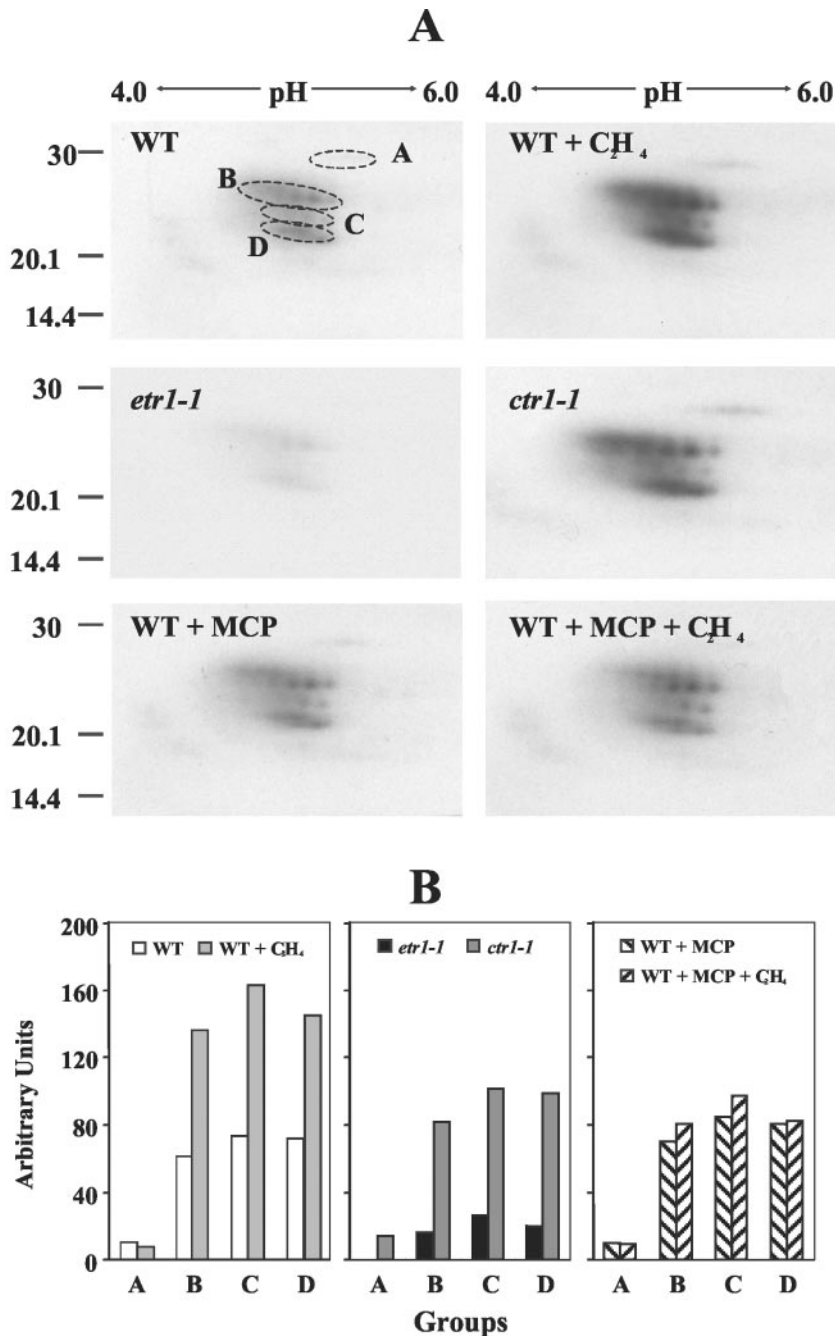 A
4.0 pH 6.0 4.0 pH 6.0
WT A B C D
WT + C₂H₄
30
20.1
14.4
etr1-1
ctr1-1
30
20.1
14.4
WT + MCP
WT + MCP + C₂H₄
30
20.1
14.4
B
Arbitrary Units
200
160
120
80
40
0
WT WT + C₂H₄
etr1-1 ctr1-1
WT + MCP
WT + MCP + C₂H₄
A B C D A B C D A B C D
Groups